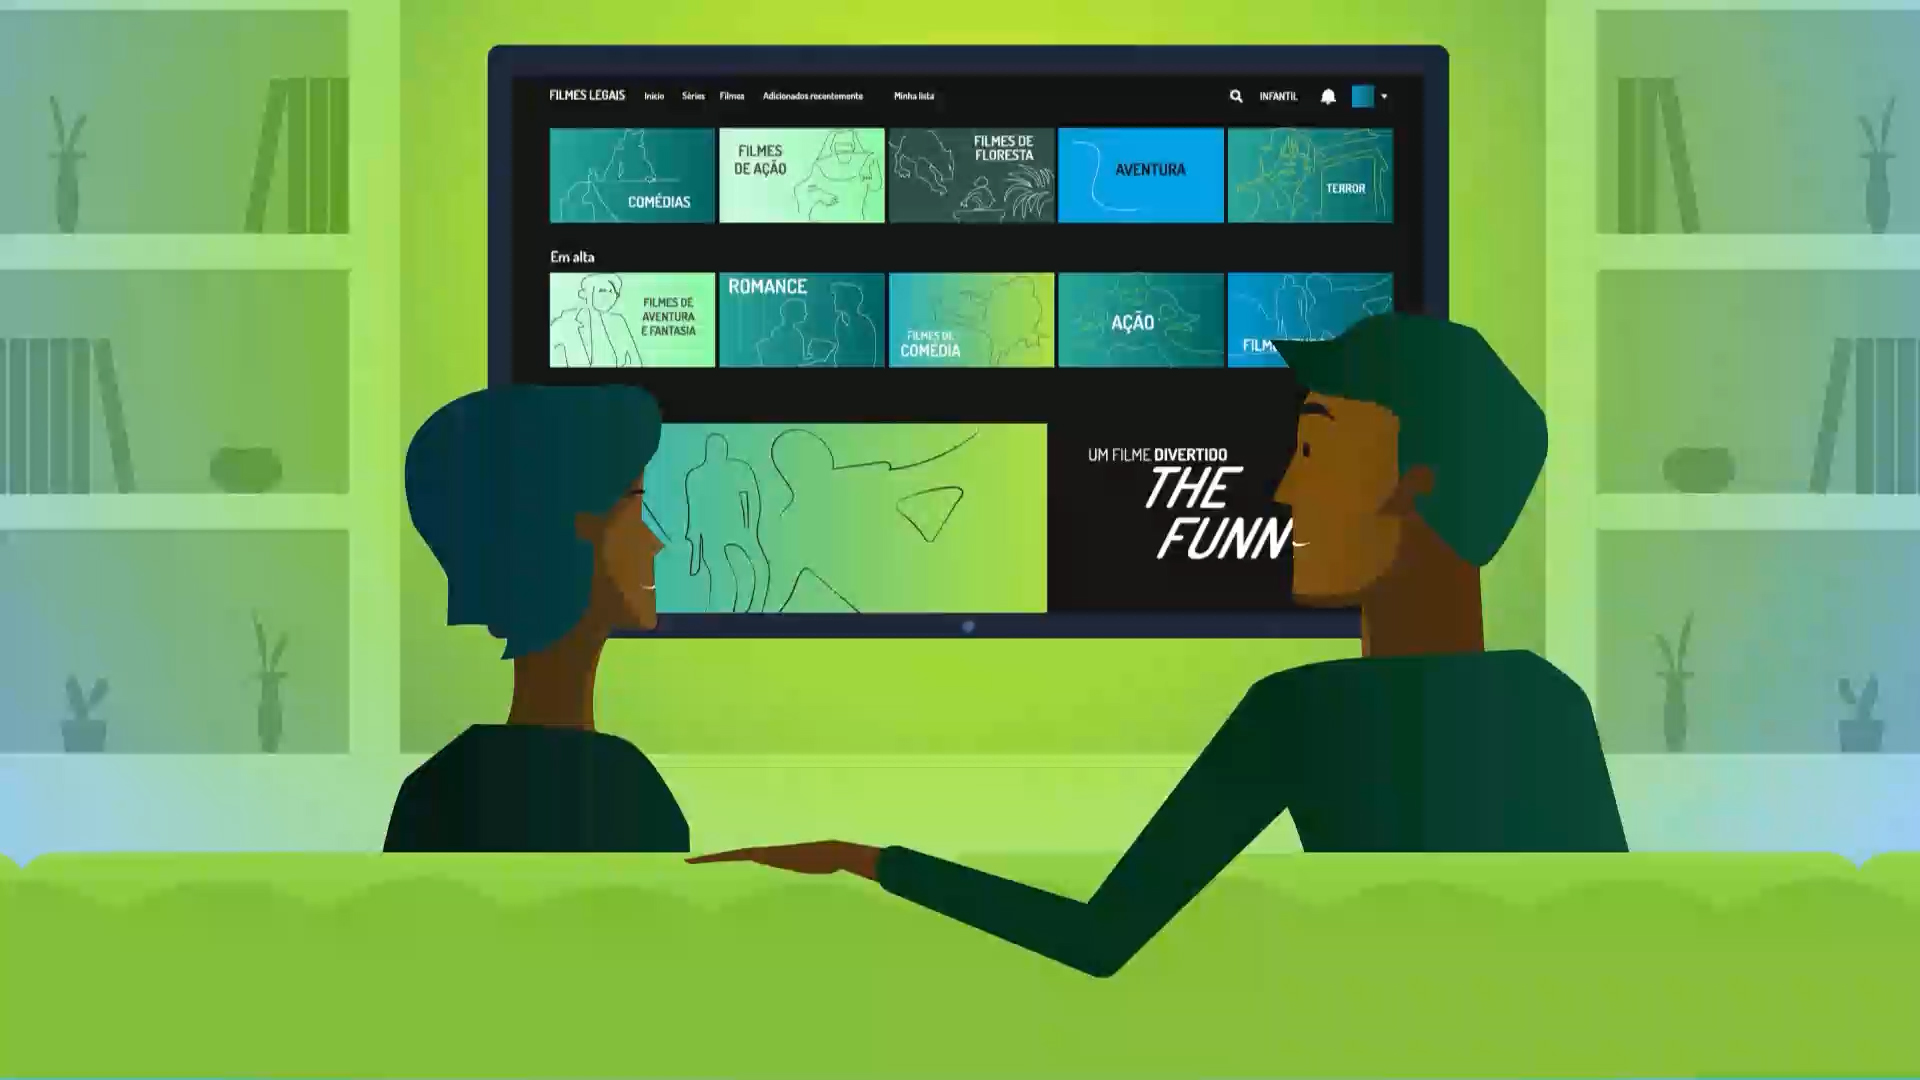 FILMES LEGAIS Início Séries Filmes Adicionados recentemente Minha lista INFANTIL
COMÉDIAS
FILMES
DE AÇÃO
FILMES DE
FLORESTA
AVENTURA
TERROR
Em alta
FILMES DE
AVENTURA
E FANTASIA
ROMANCE
FILMES DE
COMÉDIA
AÇÃO
UM FILME DIVERTIDO
THE
FUNN